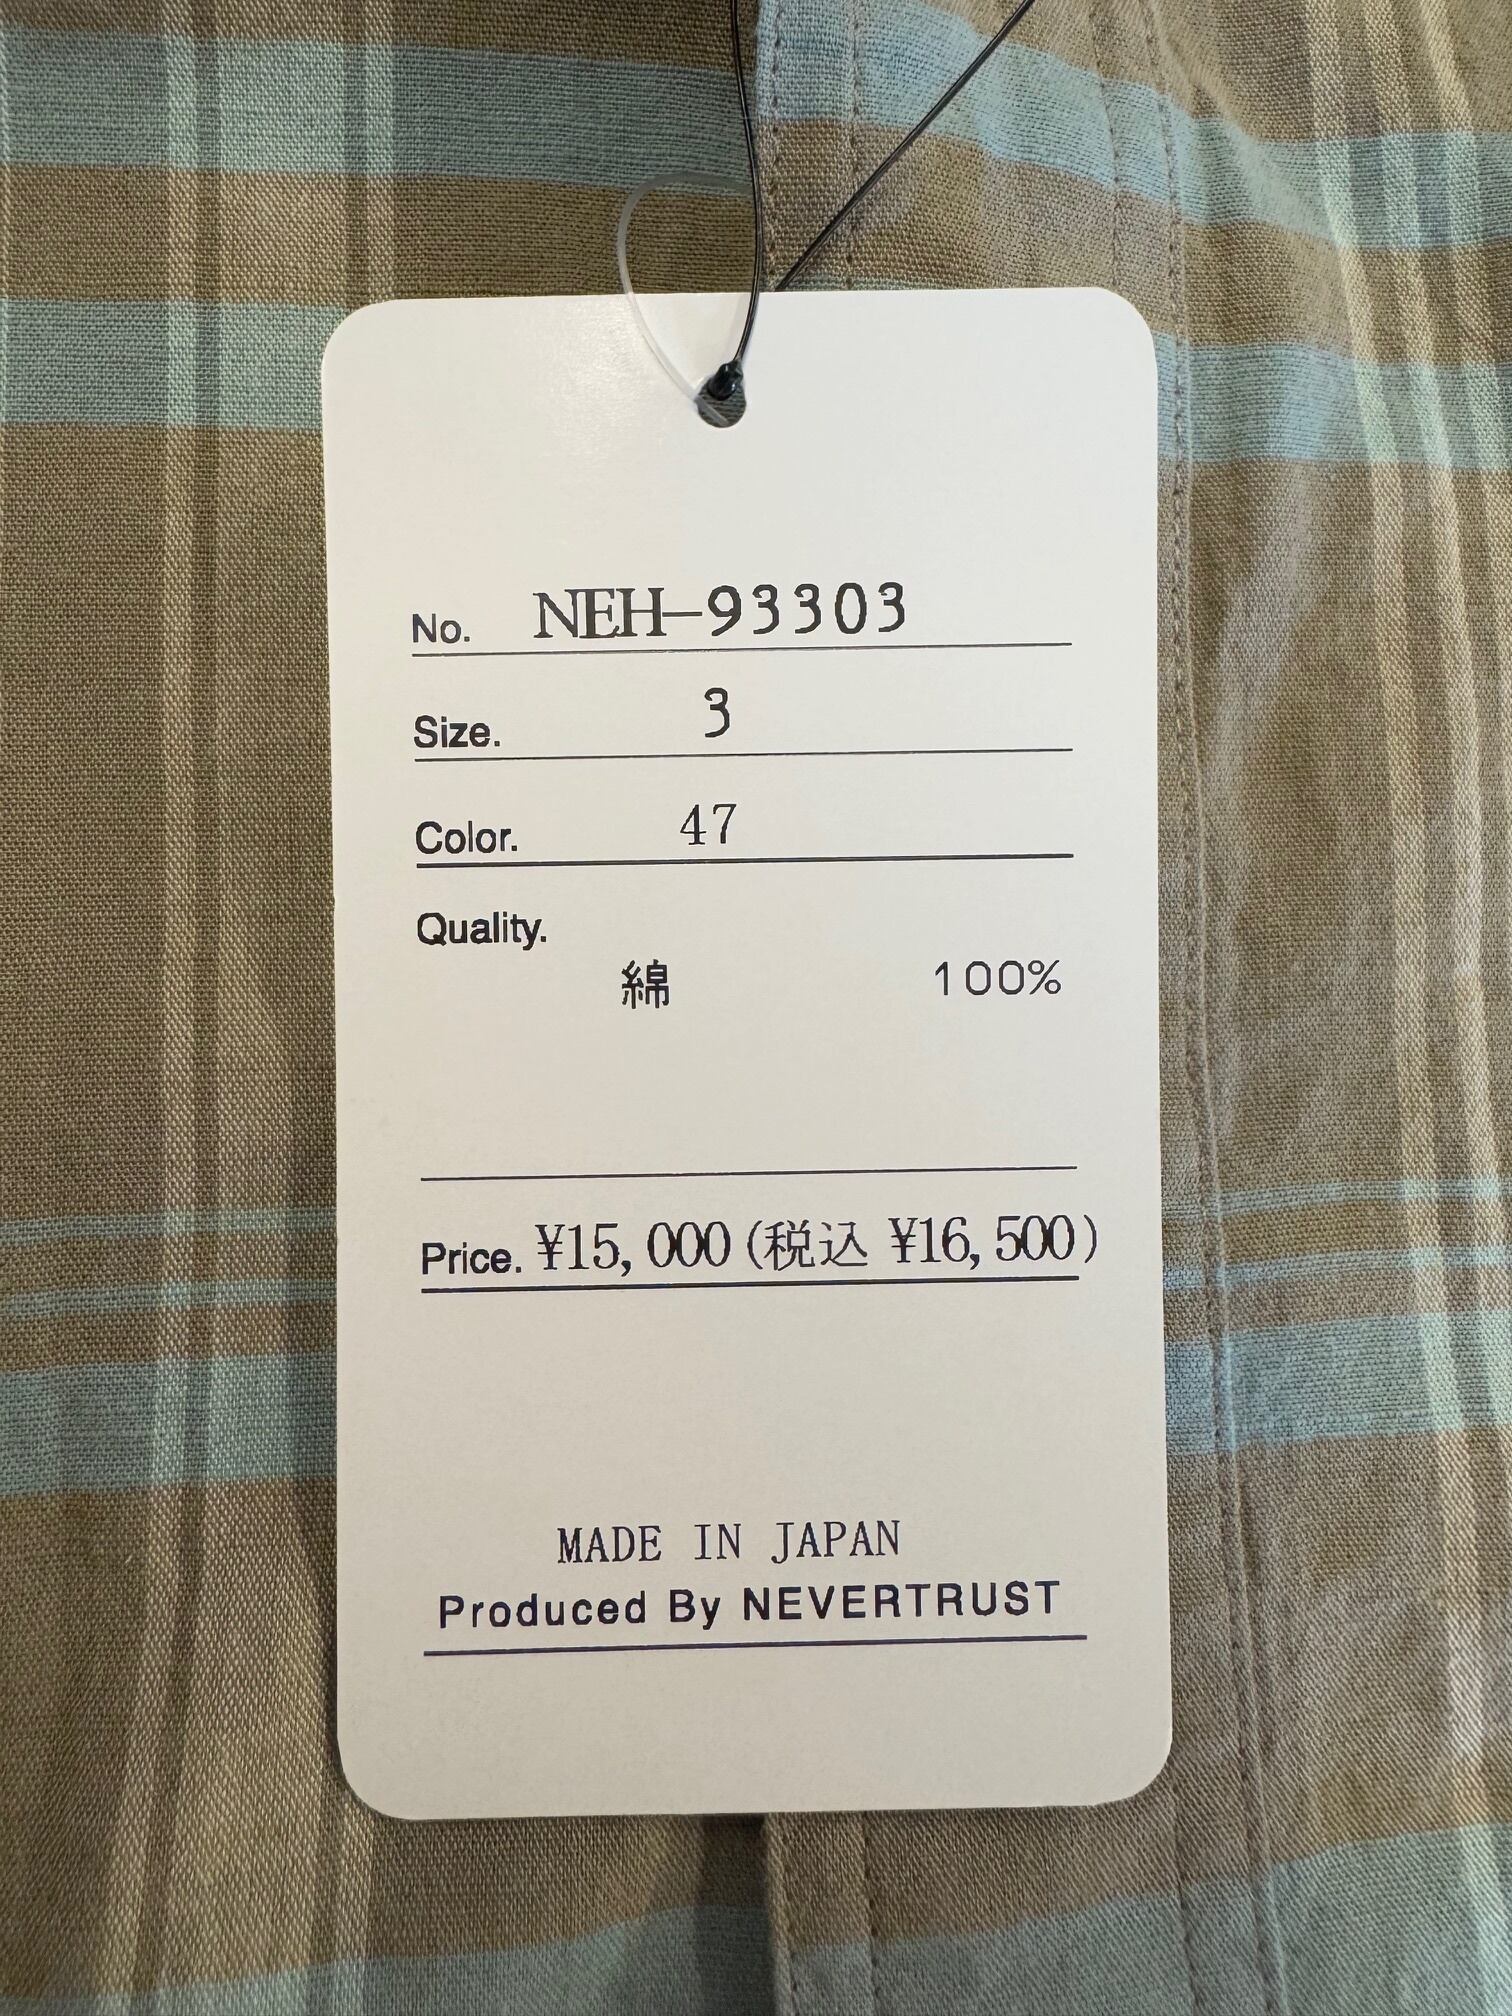 No. NEH-93303
Size. 3
Color. 47
Quality.
綿 100%
Price. ¥15,000(税込 ¥16,500)
MADE IN JAPAN
Produced By NEVERTRUST